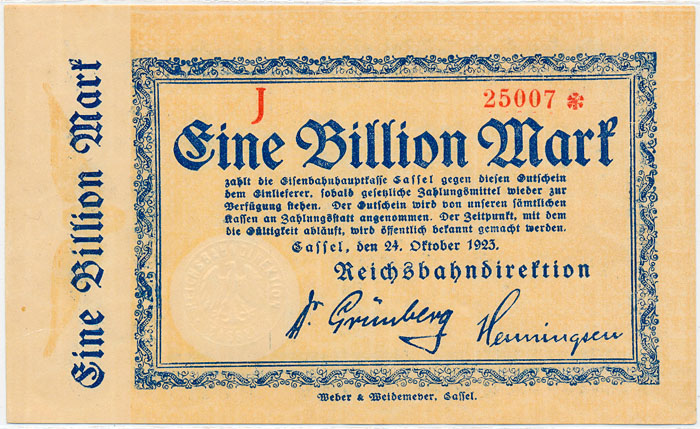 Eine Billion Mark
J
25007 *
Eine Billion Mark
zahlt die Eisenbahnhauptkasse Cassel gegen diesen Gutschein
dem Einlieferer, sobald gesetzliche Zahlungsmittel wieder zur
Verfügung stehen. Der Gutschein wird von unseren sämtlichen
Kassen an Zahlungsstatt angenommen. Der Zeitpunkt, mit dem
die Gültigkeit abläuft, wird öffentlich bekannt gemacht werden.
Cassel, den 24. Oktober 1923.
Reichsbahndirektion
Dr. Grünberg
Henningsen
Weber & Weidemeyer, Cassel.